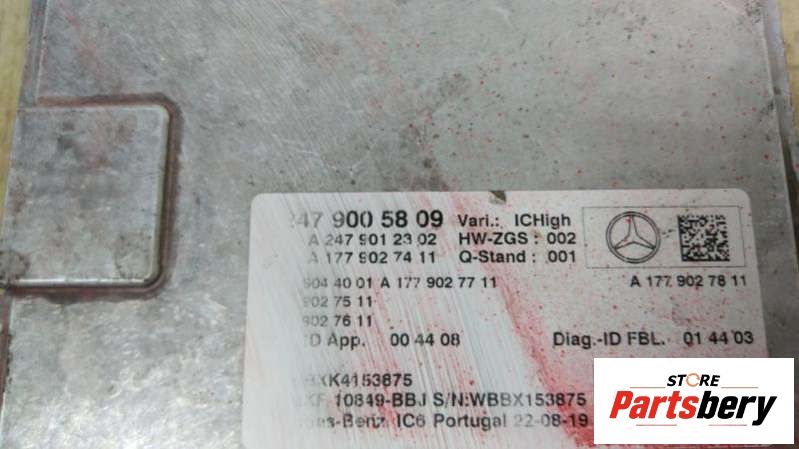 247 900 58 09 Vari.: ICHigh
A 247 901 23 02 HW-ZGS : 002
A 177 902 74 11 Q-Stand : 001
904 40 01 A 177 902 77 11 A 177 902 78 11
902 75 11
902 76 11
D App. 00 44 08 Diag.-ID FBL. 01 44 03
XK4153875
10849-BBJ S/N:WBBX153875
-Benz IC6 Portugal 22-08-19
STORE
Partsbery